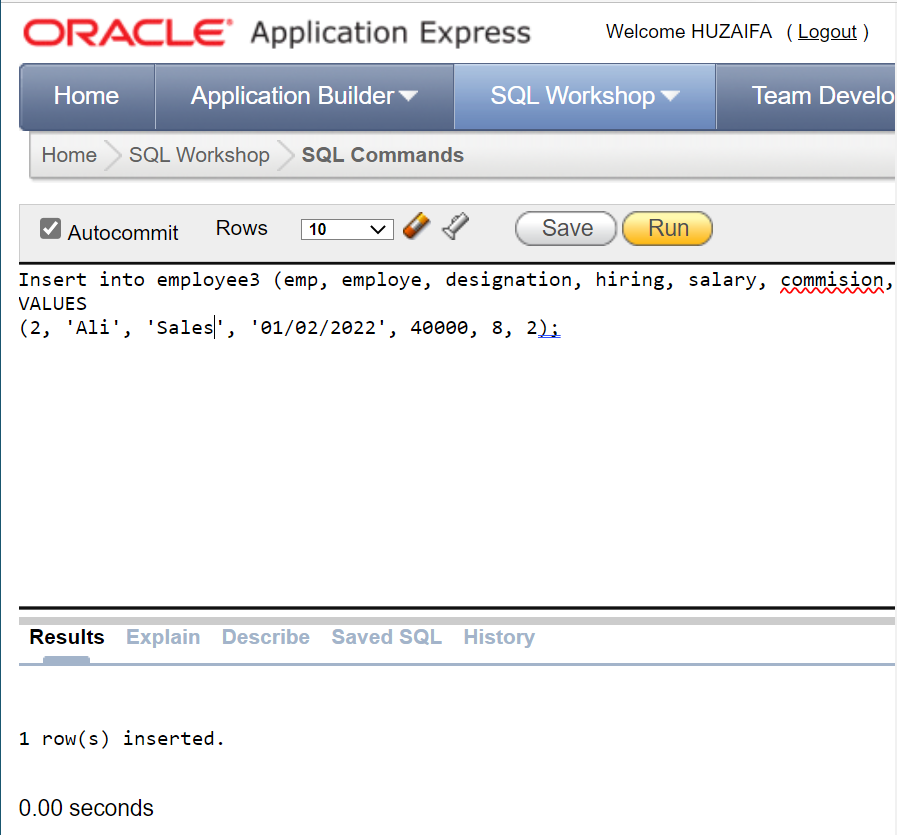 ORACLE® Application Express
Welcome HUZAIFA ( Logout )
Home
Application Builder
SQL Workshop
Team Develo
Home
SQL Workshop
SQL Commands
Autocommit
Rows
10
Save
Run
Insert into employee3 (emp, employe, designation, hiring, salary, commision,
VALUES
(2, 'Ali', 'Sales', '01/02/2022', 40000, 8, 2);
Results
Explain
Describe
Saved SQL
History
1 row(s) inserted.
0.00 seconds